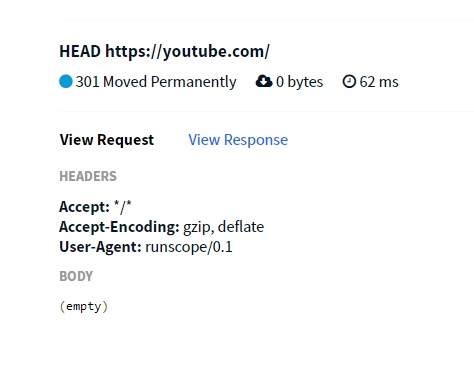 HEAD https://youtube.com/
301 Moved Permanently 0 bytes 62 ms
View Request View Response
HEADERS
Accept: */*
Accept-Encoding: gzip, deflate
User-Agent: runscope/0.1
BODY
(empty)